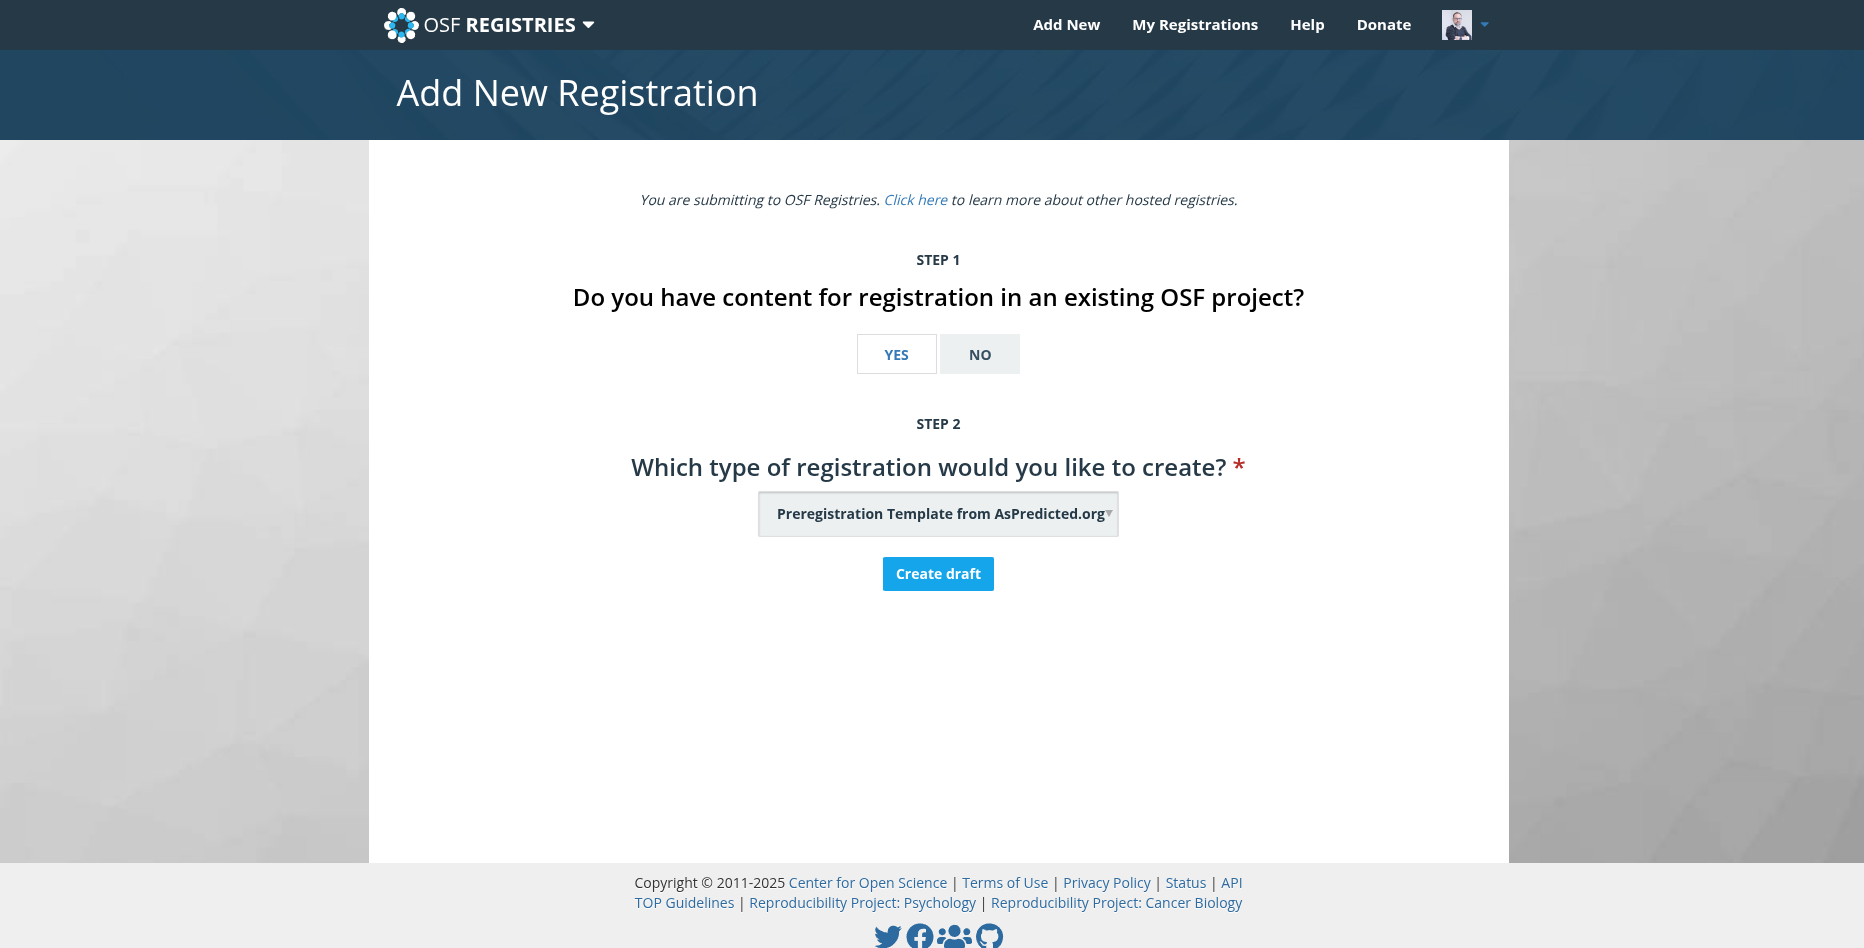 OSF REGISTRIES
Add New My Registrations Help Donate
Add New Registration
You are submitting to OSF Registries. Click here to learn more about other hosted registries.
STEP 1
Do you have content for registration in an existing OSF project?
YES NO
STEP 2
Which type of registration would you like to create? *
Preregistration Template from AsPredicted.org
Create draft
Copyright © 2011-2025 Center for Open Science | Terms of Use | Privacy Policy | Status | API
TOP Guidelines | Reproducibility Project: Psychology | Reproducibility Project: Cancer Biology